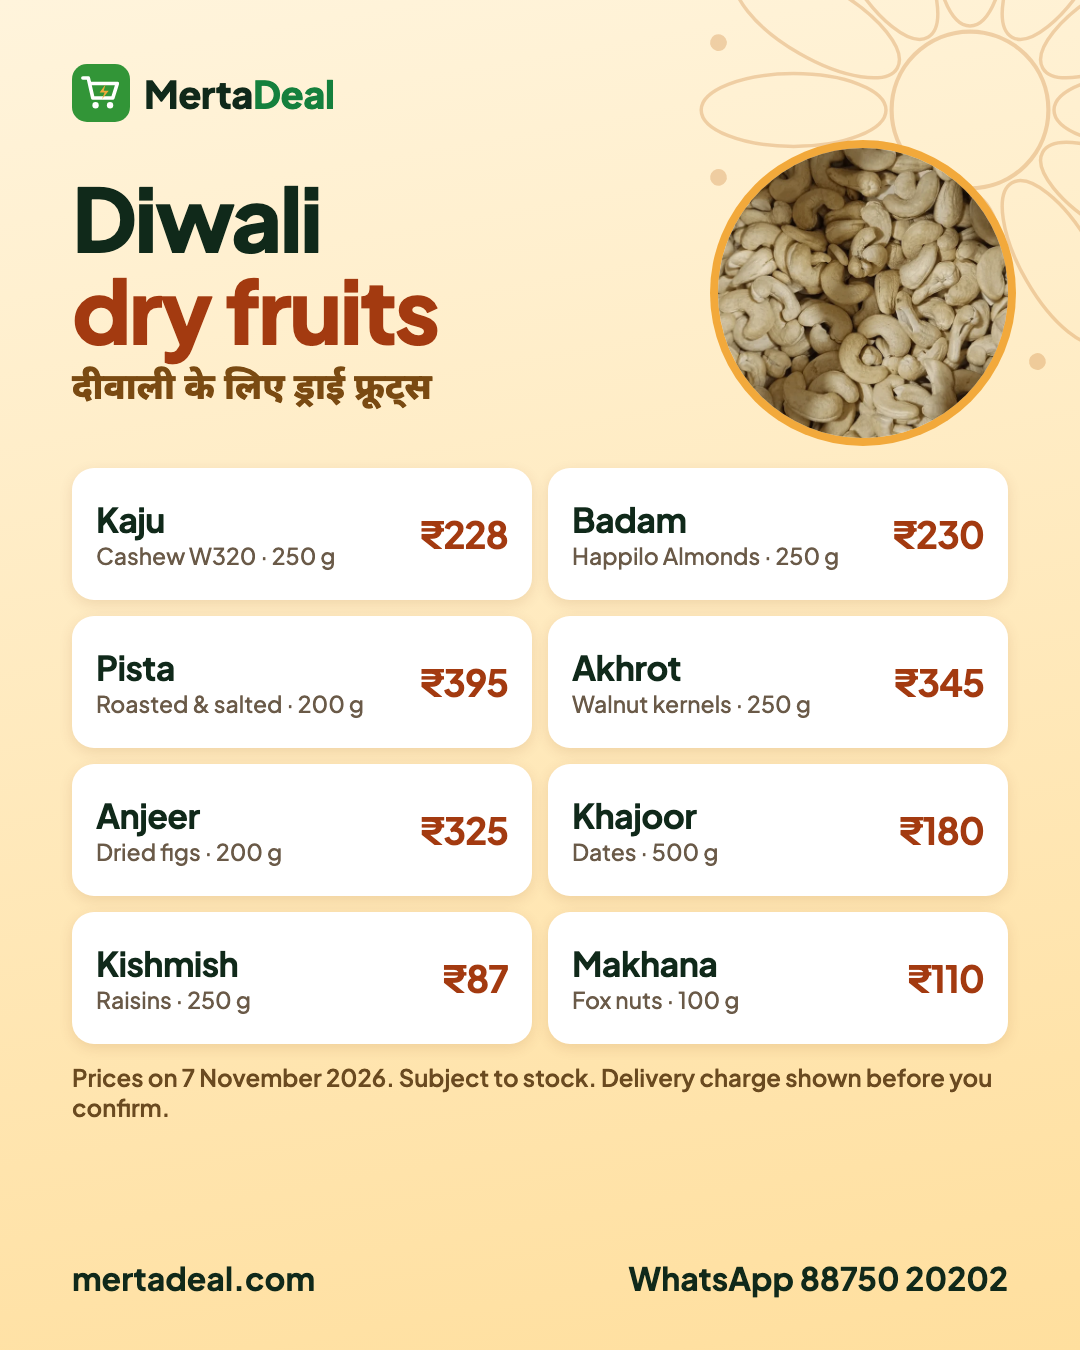 MertaDeal
Diwali
dry fruits
दीवाली के लिए ड्राई फ्रूट्स
Kaju
Cashew W320 · 250 g
₹228
Badam
Happilo Almonds · 250 g
₹230
Pista
Roasted & salted · 200 g
₹395
Akhrot
Walnut kernels · 250 g
₹345
Anjeer
Dried figs · 200 g
₹325
Khajoor
Dates · 500 g
₹180
Kishmish
Raisins · 250 g
₹87
Makhana
Fox nuts · 100 g
₹110
Prices on 7 November 2026. Subject to stock. Delivery charge shown before you
confirm.
mertadeal.com
WhatsApp 88750 20202